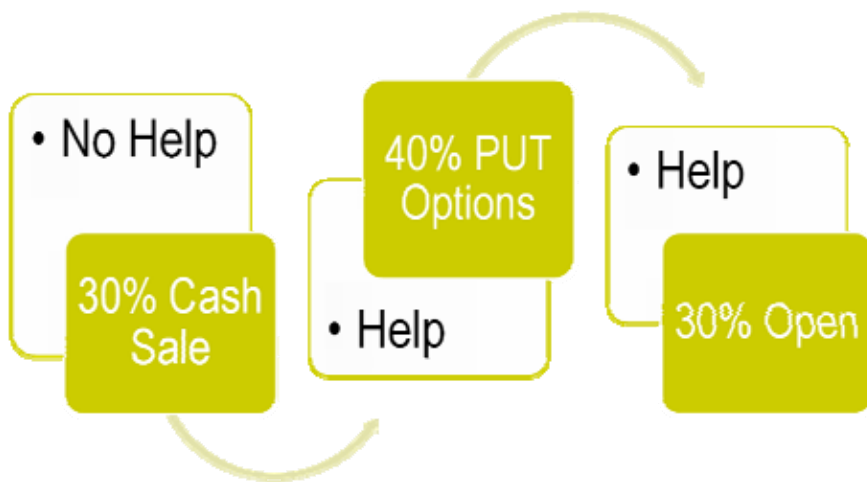 • No Help
30% Cash
Sale
40% PUT
Options
• Help
• Help
30% Open